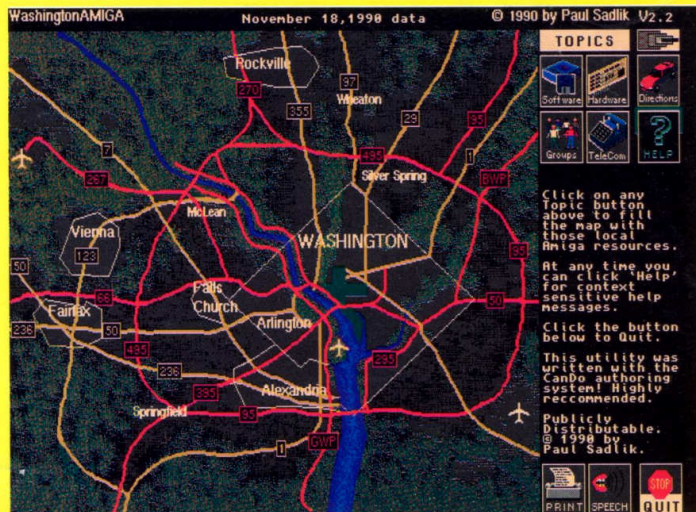 WashingtonAMIGA
November 18,1990 data
© 1990 by Paul Sadlik V2.2
TOPICS
Software
Hardware
Directions
Groups
TeleCom
HELP
Click on any
Topic button
above to fill
the map with
those local
Amiga resources.
At any time you
can click 'Help'
for context
sensitive help
messages.
Click the button
below to Quit.
This utility was
written with the
CanDo authoring
system! Highly
reccommended.
Publicly
Distributable.
© 1990 by
Paul Sadlik.
PRINT
SPEECH
STOP
QUIT
Rockville
270
97
Wheaton
355
29
95
7
1
495
Silver Spring
267
BWP
McLean
Vienna
WASHINGTON
123
95
50
66
Falls
Church
50
Fairfax
Arlington
236
50
495
236
295
395
Alexandria
Springfield
95
1
GWP